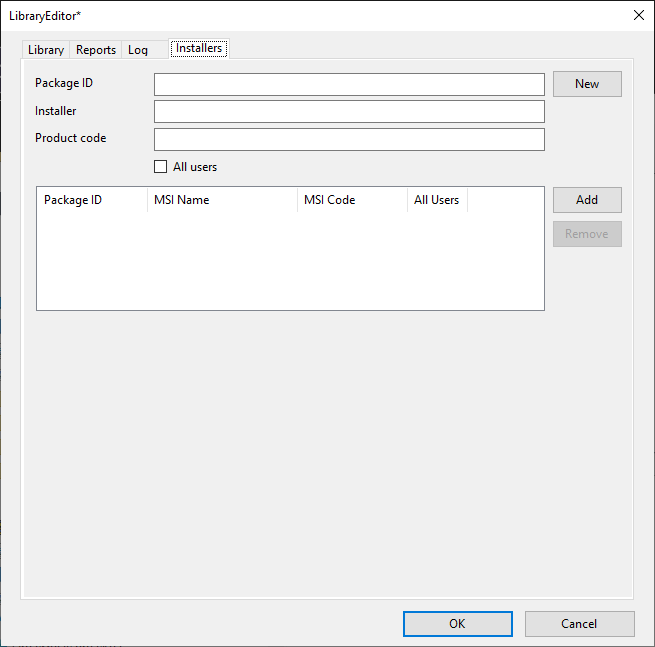 LibraryEditor*
Library Reports Log Installers
Package ID New
Installer
Product code
All users
Package ID MSI Name MSI Code All Users Add
Remove
OK Cancel